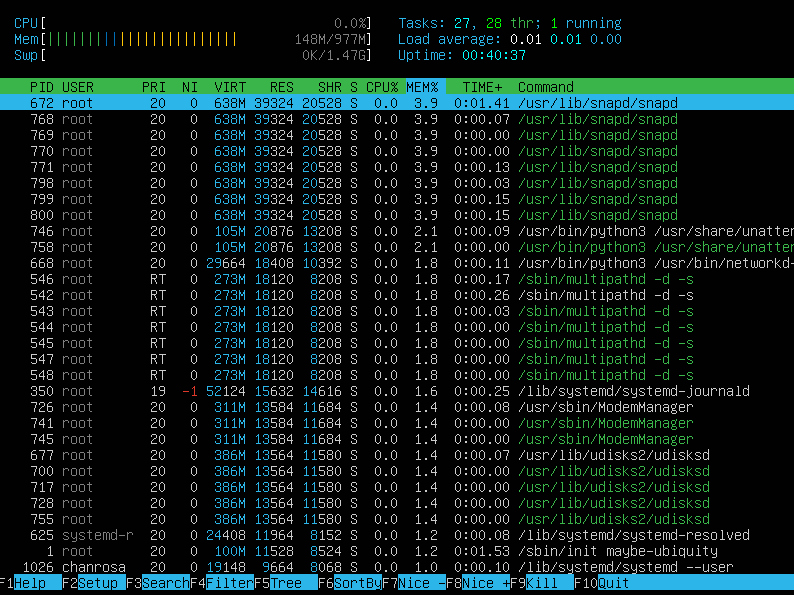 CPU[ 0.0%] Tasks: 27, 28 thr; 1 running
Mem[|||||||||||||||||||||||| 148M/977M] Load average: 0.01 0.01 0.00
Swp[ 0K/1.47G] Uptime: 00:40:37
PID USER PRI NI VIRT RES SHR S CPU% MEM% TIME+ Command
672 root 20 0 638M 39324 20528 S 0.0 3.9 0:01.41 /usr/lib/snapd/snapd
768 root 20 0 638M 39324 20528 S 0.0 3.9 0:00.07 /usr/lib/snapd/snapd
769 root 20 0 638M 39324 20528 S 0.0 3.9 0:00.00 /usr/lib/snapd/snapd
770 root 20 0 638M 39324 20528 S 0.0 3.9 0:00.00 /usr/lib/snapd/snapd
771 root 20 0 638M 39324 20528 S 0.0 3.9 0:00.13 /usr/lib/snapd/snapd
798 root 20 0 638M 39324 20528 S 0.0 3.9 0:00.03 /usr/lib/snapd/snapd
799 root 20 0 638M 39324 20528 S 0.0 3.9 0:00.15 /usr/lib/snapd/snapd
800 root 20 0 638M 39324 20528 S 0.0 3.9 0:00.15 /usr/lib/snapd/snapd
746 root 20 0 105M 20876 13208 S 0.0 2.1 0:00.09 /usr/bin/python3 /usr/share/unatten
758 root 20 0 105M 20876 13208 S 0.0 2.1 0:00.00 /usr/bin/python3 /usr/share/unatten
668 root 20 0 29664 18408 10392 S 0.0 1.8 0:00.11 /usr/bin/python3 /usr/bin/networkd-
546 root RT 0 273M 18120 8208 S 0.0 1.8 0:00.17 /sbin/multipathd -d -s
542 root RT 0 273M 18120 8208 S 0.0 1.8 0:00.26 /sbin/multipathd -d -s
543 root RT 0 273M 18120 8208 S 0.0 1.8 0:00.00 /sbin/multipathd -d -s
544 root RT 0 273M 18120 8208 S 0.0 1.8 0:00.00 /sbin/multipathd -d -s
545 root RT 0 273M 18120 8208 S 0.0 1.8 0:00.00 /sbin/multipathd -d -s
547 root RT 0 273M 18120 8208 S 0.0 1.8 0:00.00 /sbin/multipathd -d -s
548 root RT 0 273M 18120 8208 S 0.0 1.8 0:00.00 /sbin/multipathd -d -s
350 root 19 -1 52124 15632 14616 S 0.0 1.6 0:00.25 /lib/systemd/systemd-journald
726 root 20 0 311M 13584 11684 S 0.0 1.4 0:00.08 /usr/sbin/ModemManager
741 root 20 0 311M 13584 11684 S 0.0 1.4 0:00.00 /usr/sbin/ModemManager
745 root 20 0 311M 13584 11684 S 0.0 1.4 0:00.00 /usr/sbin/ModemManager
677 root 20 0 386M 13564 11580 S 0.0 1.4 0:00.07 /usr/lib/udisks2/udisksd
700 root 20 0 386M 13564 11580 S 0.0 1.4 0:00.00 /usr/lib/udisks2/udisksd
717 root 20 0 386M 13564 11580 S 0.0 1.4 0:00.00 /usr/lib/udisks2/udisksd
728 root 20 0 386M 13564 11580 S 0.0 1.4 0:00.00 /usr/lib/udisks2/udisksd
755 root 20 0 386M 13564 11580 S 0.0 1.4 0:00.00 /usr/lib/udisks2/udisksd
625 systemd-r 20 0 24408 11964 8152 S 0.0 1.2 0:00.08 /lib/systemd/systemd-resolved
1 root 20 0 100M 11528 8524 S 0.0 1.2 0:01.53 /sbin/init maybe-ubiquity
1026 chanrosa 20 0 19148 9664 8068 S 0.0 1.0 0:00.10 /lib/systemd/systemd --user
F1Help F2Setup F3SearchF4FilterF5Tree F6SortByF7Nice -F8Nice +F9Kill F10Quit